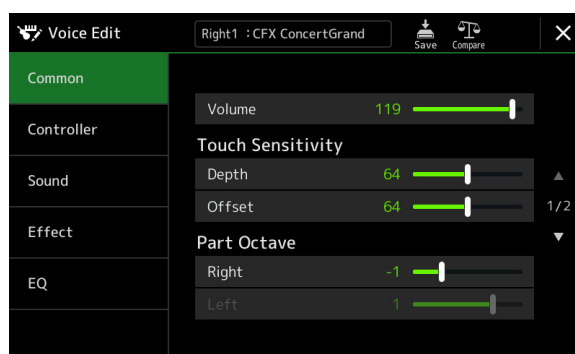 Voice Edit
Right1 : CFX ConcertGrand
Save
Compare
Common
Controller
Sound
Effect
EQ
Volume 119
Touch Sensitivity
Depth 64
Offset 64
1/2
Part Octave
Right -1
Left 1